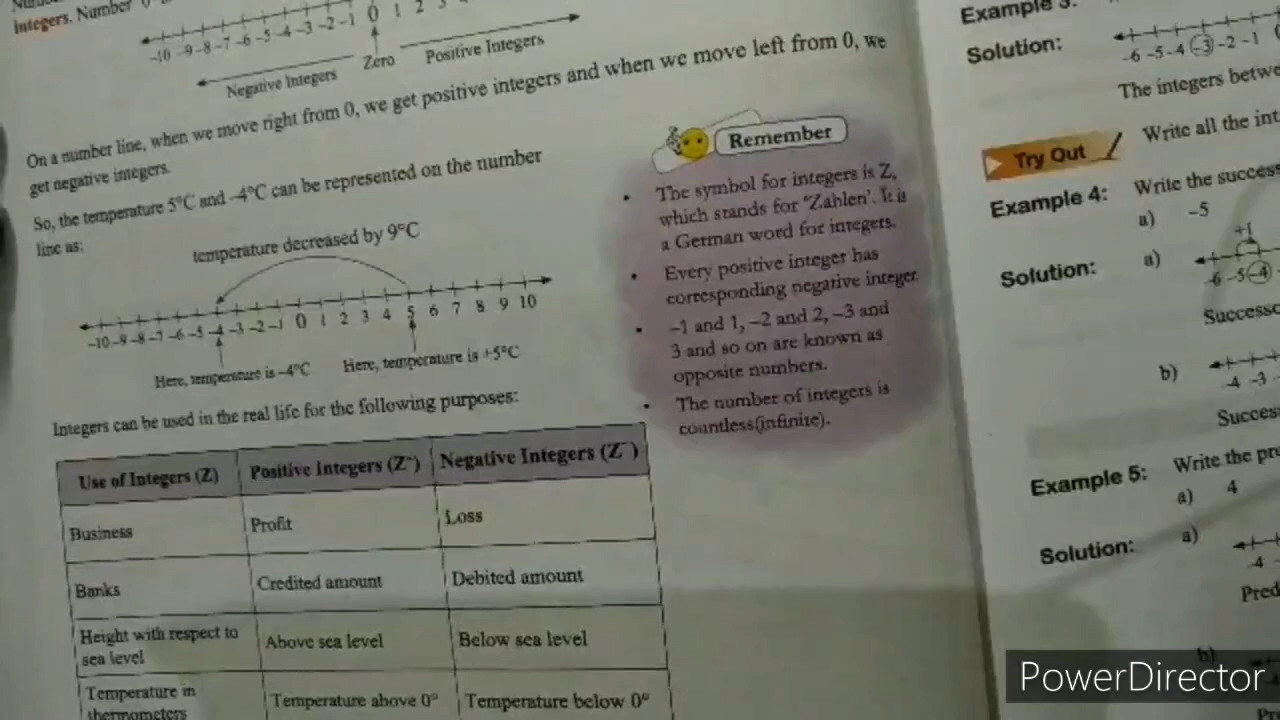 Integers. Number
-10 -9 -8 -7 -6 -5 -4 -3 -2 -1 0 1 2 3
Negative Integers Zero Positive Integers
On a number line, when we move right from 0, we get positive integers and when we move left from 0, we
get negative integers.
So, the temperature 5°C and -4°C can be represented on the number
line as:
temperature decreased by 9°C
-10 -9 -8 -7 -6 -5 -4 -3 -2 -1 0 1 2 3 4 5 6 7 8 9 10
Here, temperature is -4°C Here, temperature is +5°C
Integers can be used in the real life for the following purposes:
Use of Integers (Z) Positive Integers (Z⁺) Negative Integers (Z⁻)
Business Profit Loss
Banks Credited amount Debited amount
Height with respect to
sea level Above sea level Below sea level
Temperature in
thermometers Temperature above 0° Temperature below 0°
Remember
• The symbol for integers is Z,
which stands for 'Zahlen'. It is
a German word for integers.
• Every positive integer has
corresponding negative integer.
• -1 and 1, -2 and 2, -3 and
3 and so on are known as
opposite numbers.
• The number of integers is
countless(infinite).
Example 3:
Solution:
-6 -5 -4 -3 -2 -1
The integers betwe
Try Out Write all the int
Example 4: Write the success
a) -5
+1
Solution: a)
-6 -5 -4
Successo
b)
-4 -3
Succes
Example 5: Write the pre
a) 4
Solution: a)
-4
Pred
b)
PowerDirector